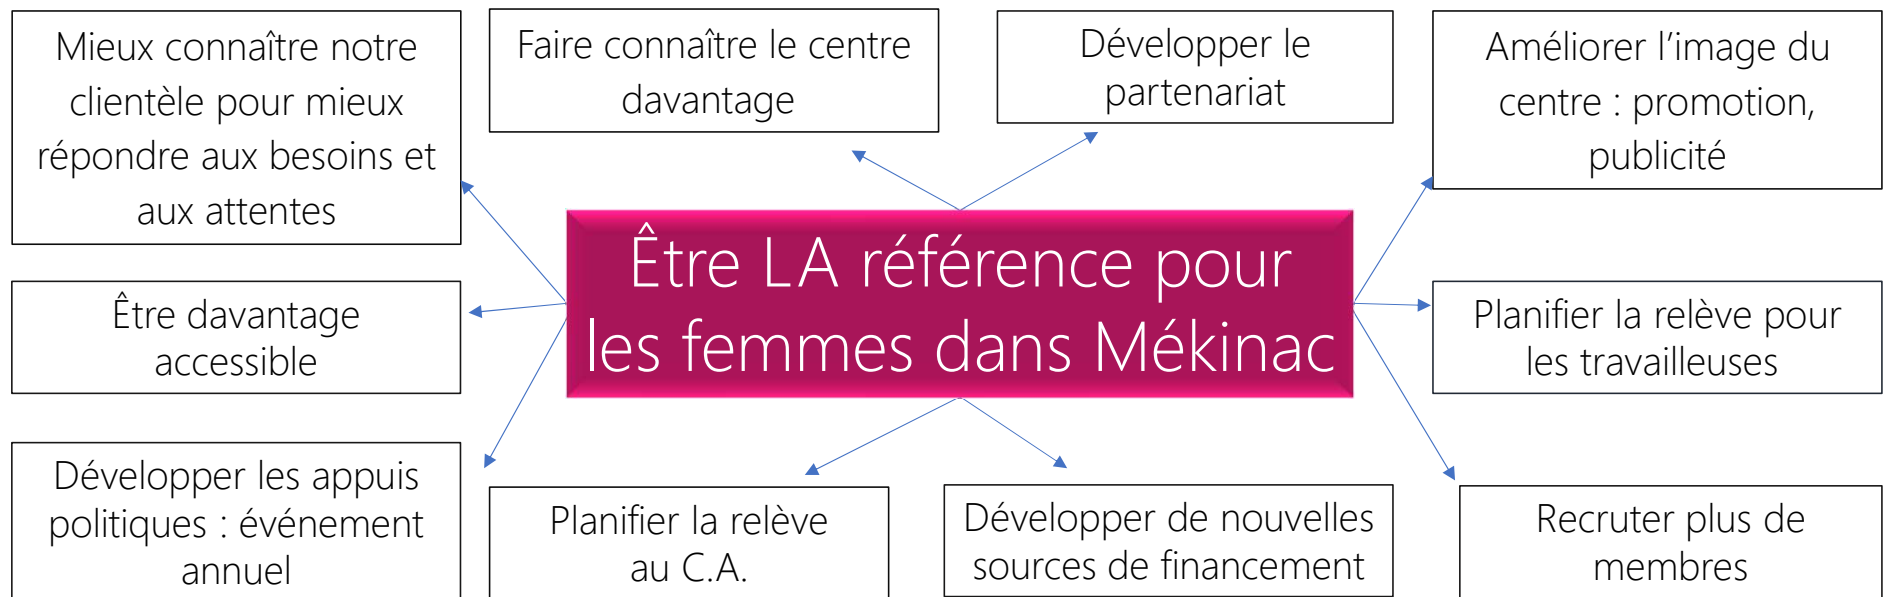 Mieux connaître notre
clientèle pour mieux
répondre aux besoins et
aux attentes
Faire connaître le centre
davantage
Développer le
partenariat
Améliorer l'image du
centre : promotion,
publicité
Être LA référence pour
les femmes dans Mékinac
Être davantage
accessible
Planifier la relève pour
les travailleuses
Développer les appuis
politiques : événement
annuel
Planifier la relève
au C.A.
Développer de nouvelles
sources de financement
Recruter plus de
membres